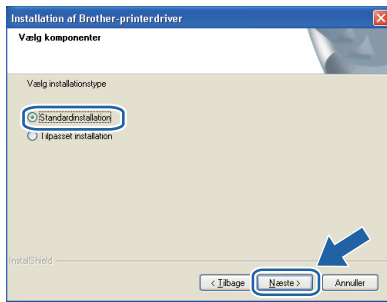 Installation af Brother-printerdriver
Vælg komponenter
Vælg installationstype
Standardinstallation
Tilpasset installation
InstallShield
< Tilbage Næste > Annuller